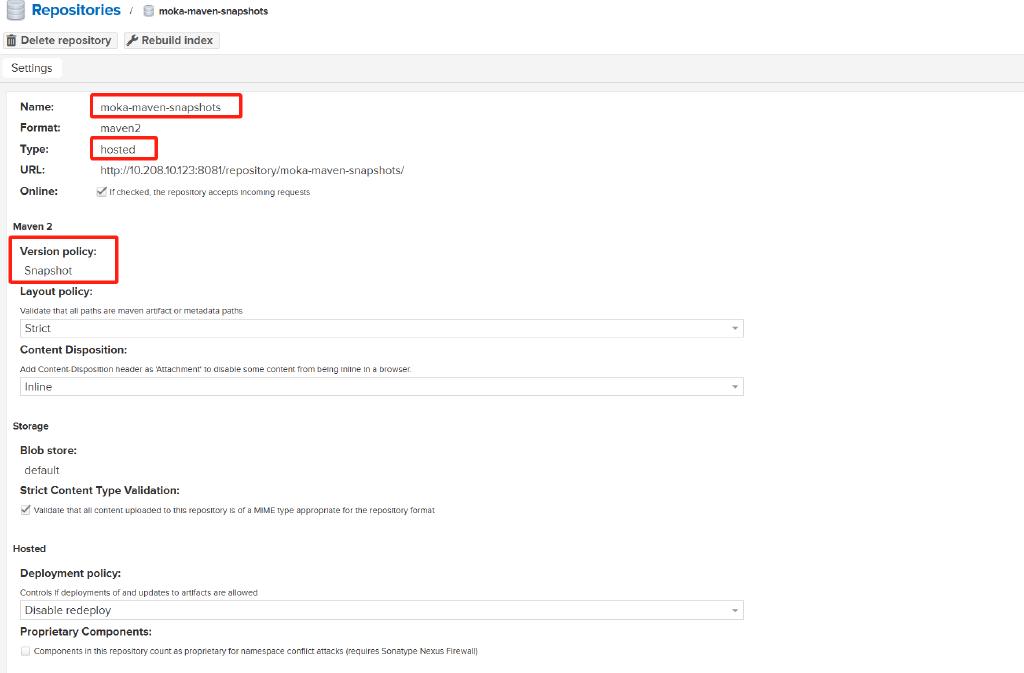 Repositories / moka-maven-snapshots
Delete repository Rebuild index
Settings
Name: moka-maven-snapshots
Format: maven2
Type: hosted
URL: http://10.208.10.123:8081/repository/moka-maven-snapshots/
Online: If checked, the repository accepts incoming requests
Maven 2
Version policy:
Snapshot
Layout policy:
Validate that all paths are maven artifact or metadata paths
Strict
Content Disposition:
Add Content-Disposition header as 'Attachment' to disable some content from being inline in a browser.
Inline
Storage
Blob store:
default
Strict Content Type Validation:
Validate that all content uploaded to this repository is of a MIME type appropriate for the repository format
Hosted
Deployment policy:
Controls if deployments of and updates to artifacts are allowed
Disable redeploy
Proprietary Components:
Components in this repository count as proprietary for namespace conflict attacks (requires Sonatype Nexus Firewall)